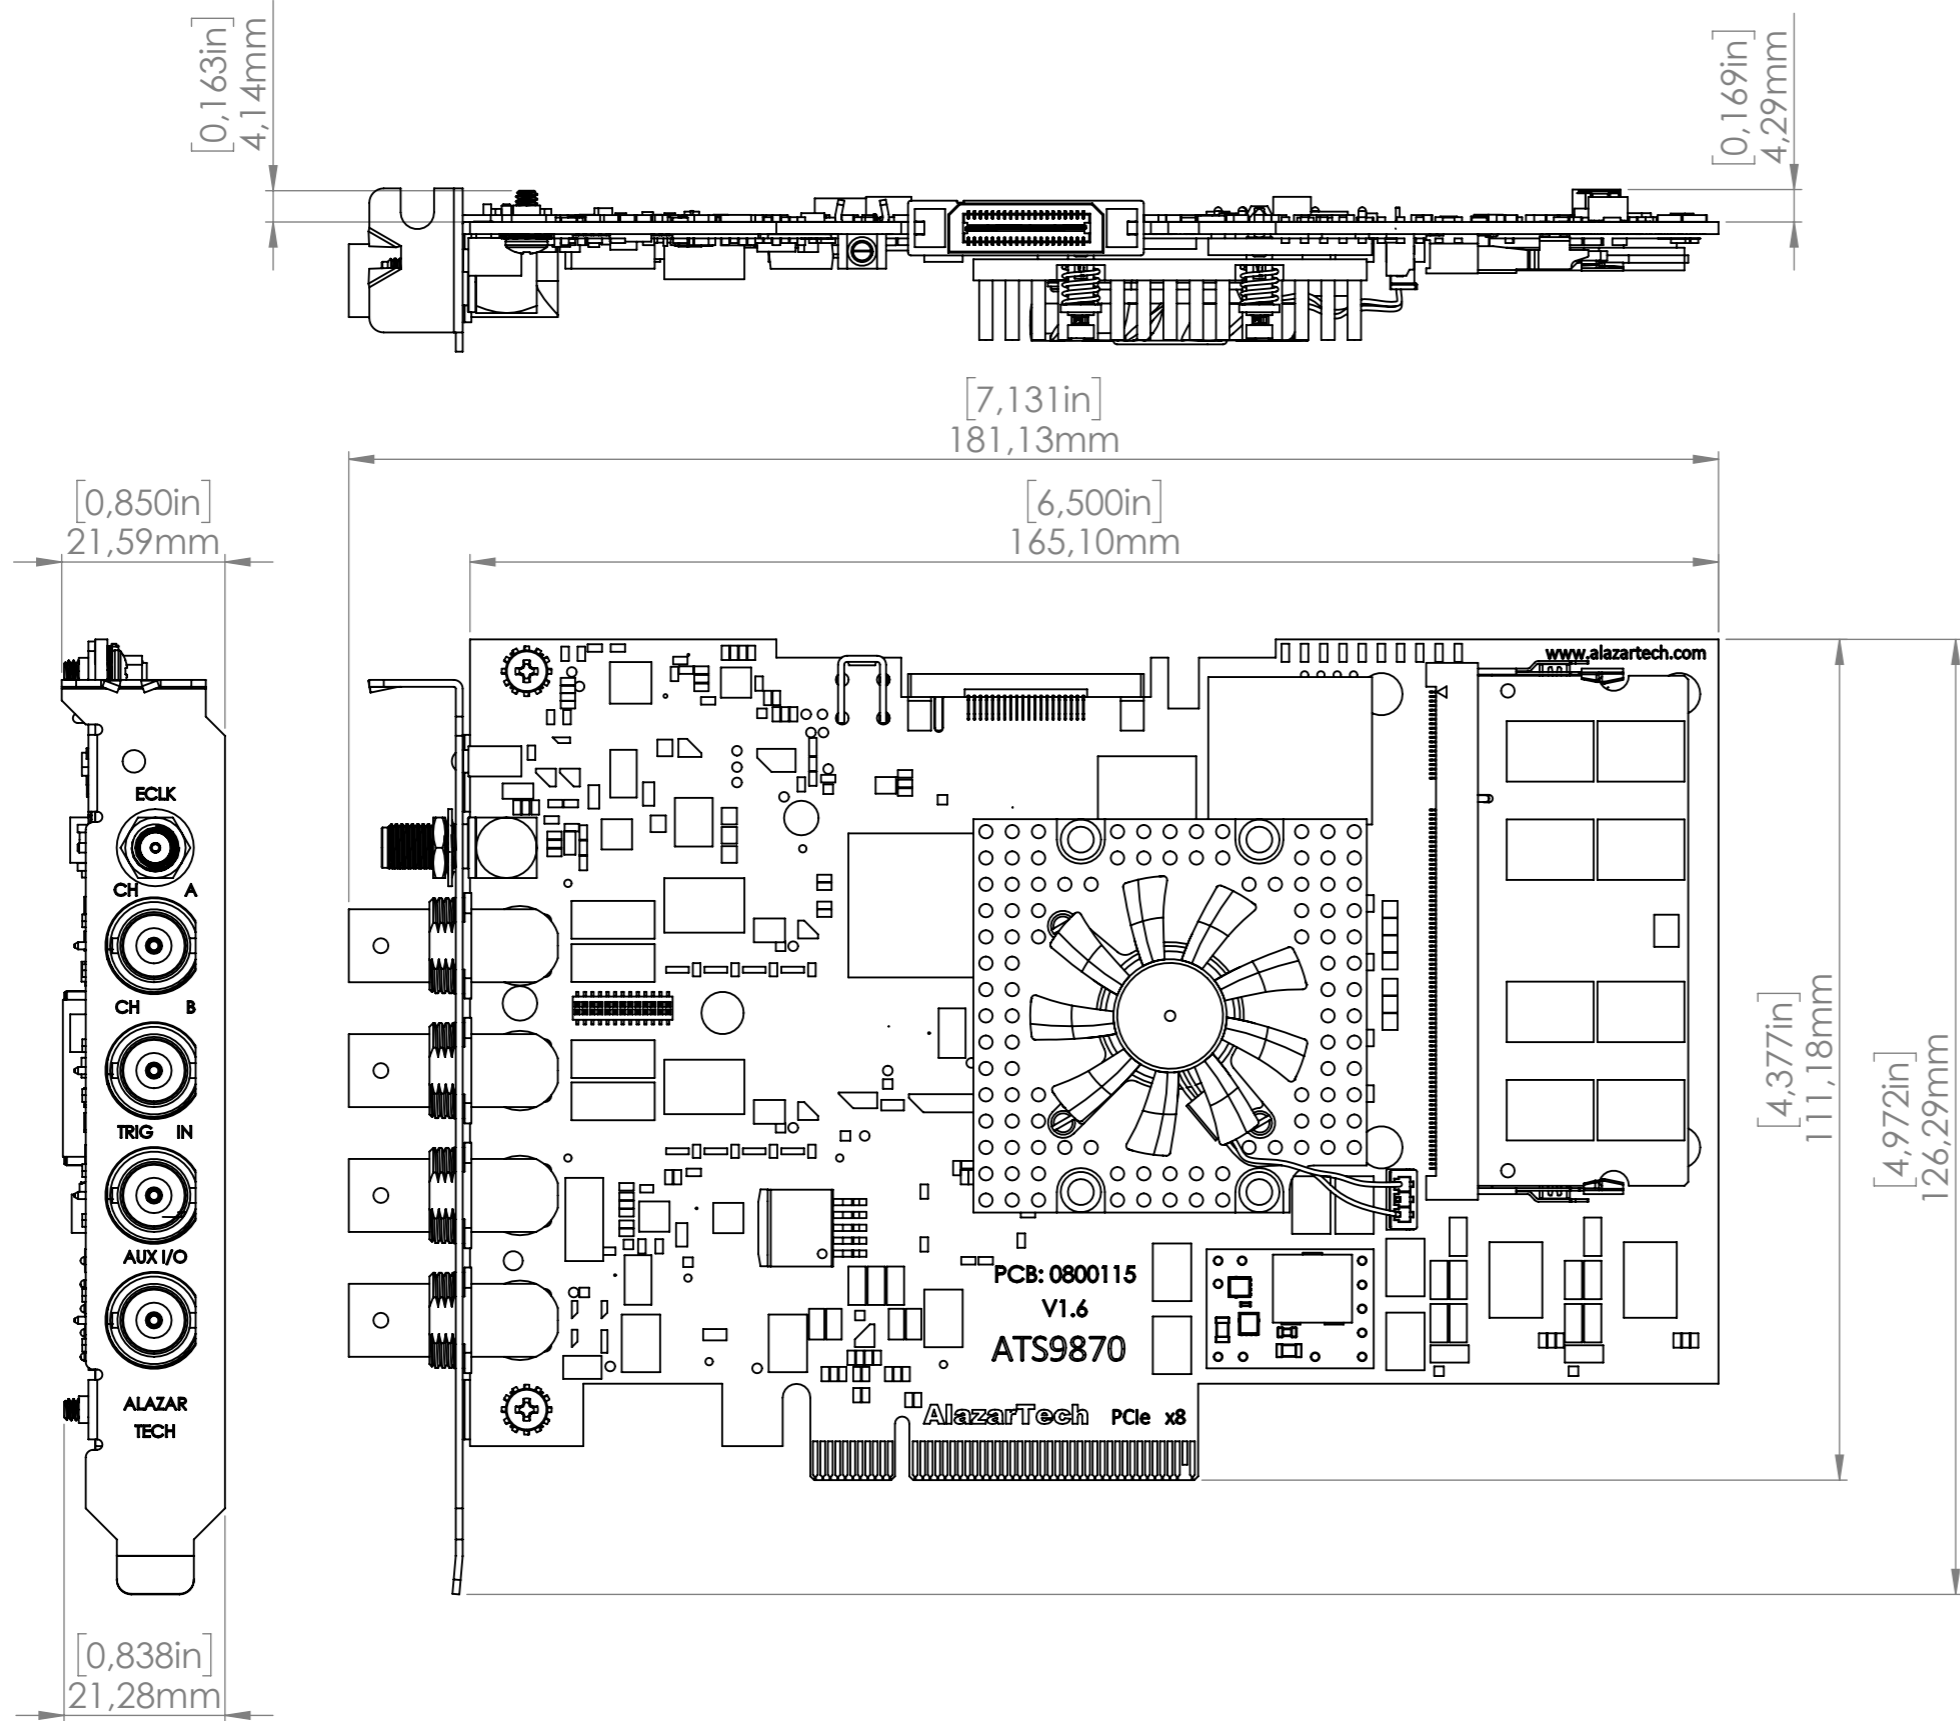 [0,163in]
4,14mm
[0,169in]
4,29mm
[7,131in]
181,13mm
[0,850in]
21,59mm
[6,500in]
165,10mm
www.alazartech.com
ECLK
CH A
CH B
TRIG IN
AUX I/O
ALAZAR
TECH
[4,377in]
111,18mm
[4,972in]
126,29mm
PCB: 0800115
V1.6
ATS9870
AlazarTech PCIe x8
[0,838in]
21,28mm